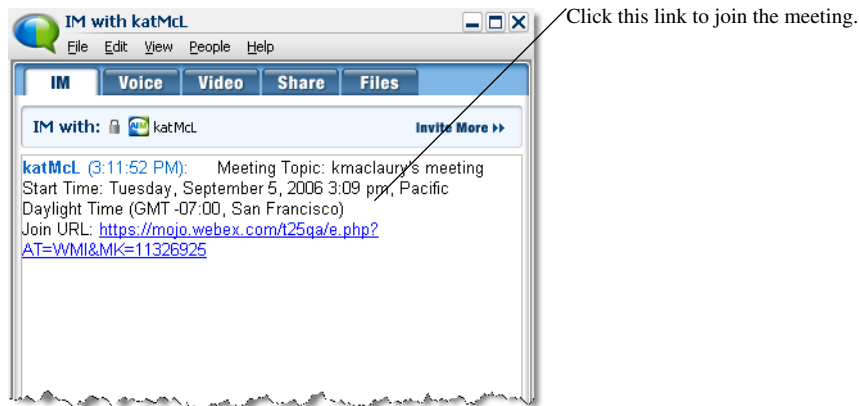 IM with katMcL
File Edit View People Help
IM Voice Video Share Files
IM with: AIM katMcL Invite More
katMcL (3:11:52 PM): Meeting Topic: kmaclaury's meeting
Start Time: Tuesday, September 5, 2006 3:09 pm, Pacific
Daylight Time (GMT -07:00, San Francisco)
Join URL: https://mojo.webex.com/t25qa/e.php?
AT=WMI&MK=11326925
Click this link to join the meeting.